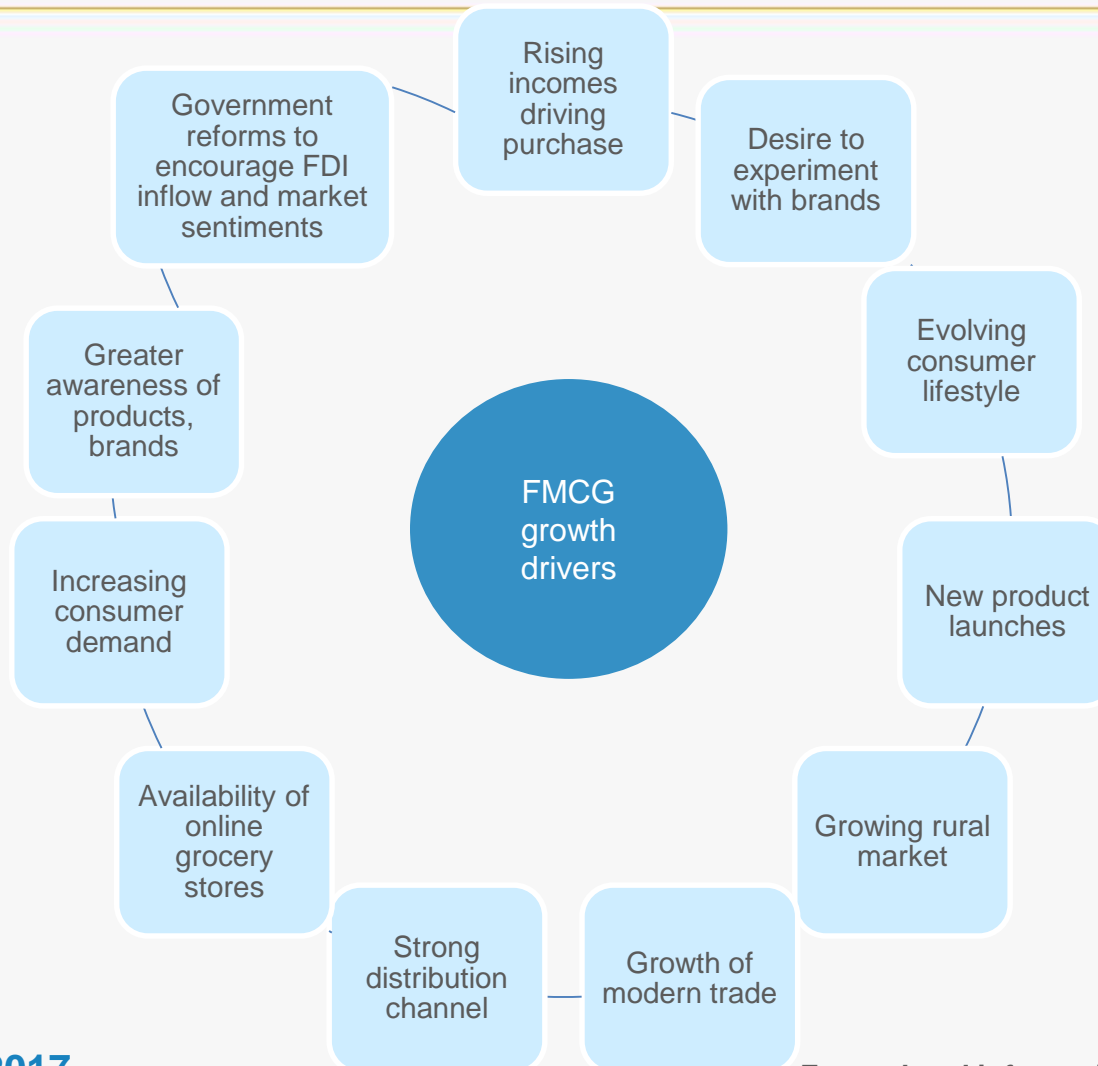 Rising
incomes
driving
purchase
Desire to
experiment
with brands
Evolving
consumer
lifestyle
New product
launches
Growing rural
market
Growth of
modern trade
Strong
distribution
channel
Availability of
online
grocery
stores
Increasing
consumer
demand
Greater
awareness of
products,
brands
Government
reforms to
encourage FDI
inflow and market
sentiments
FMCG
growth
drivers